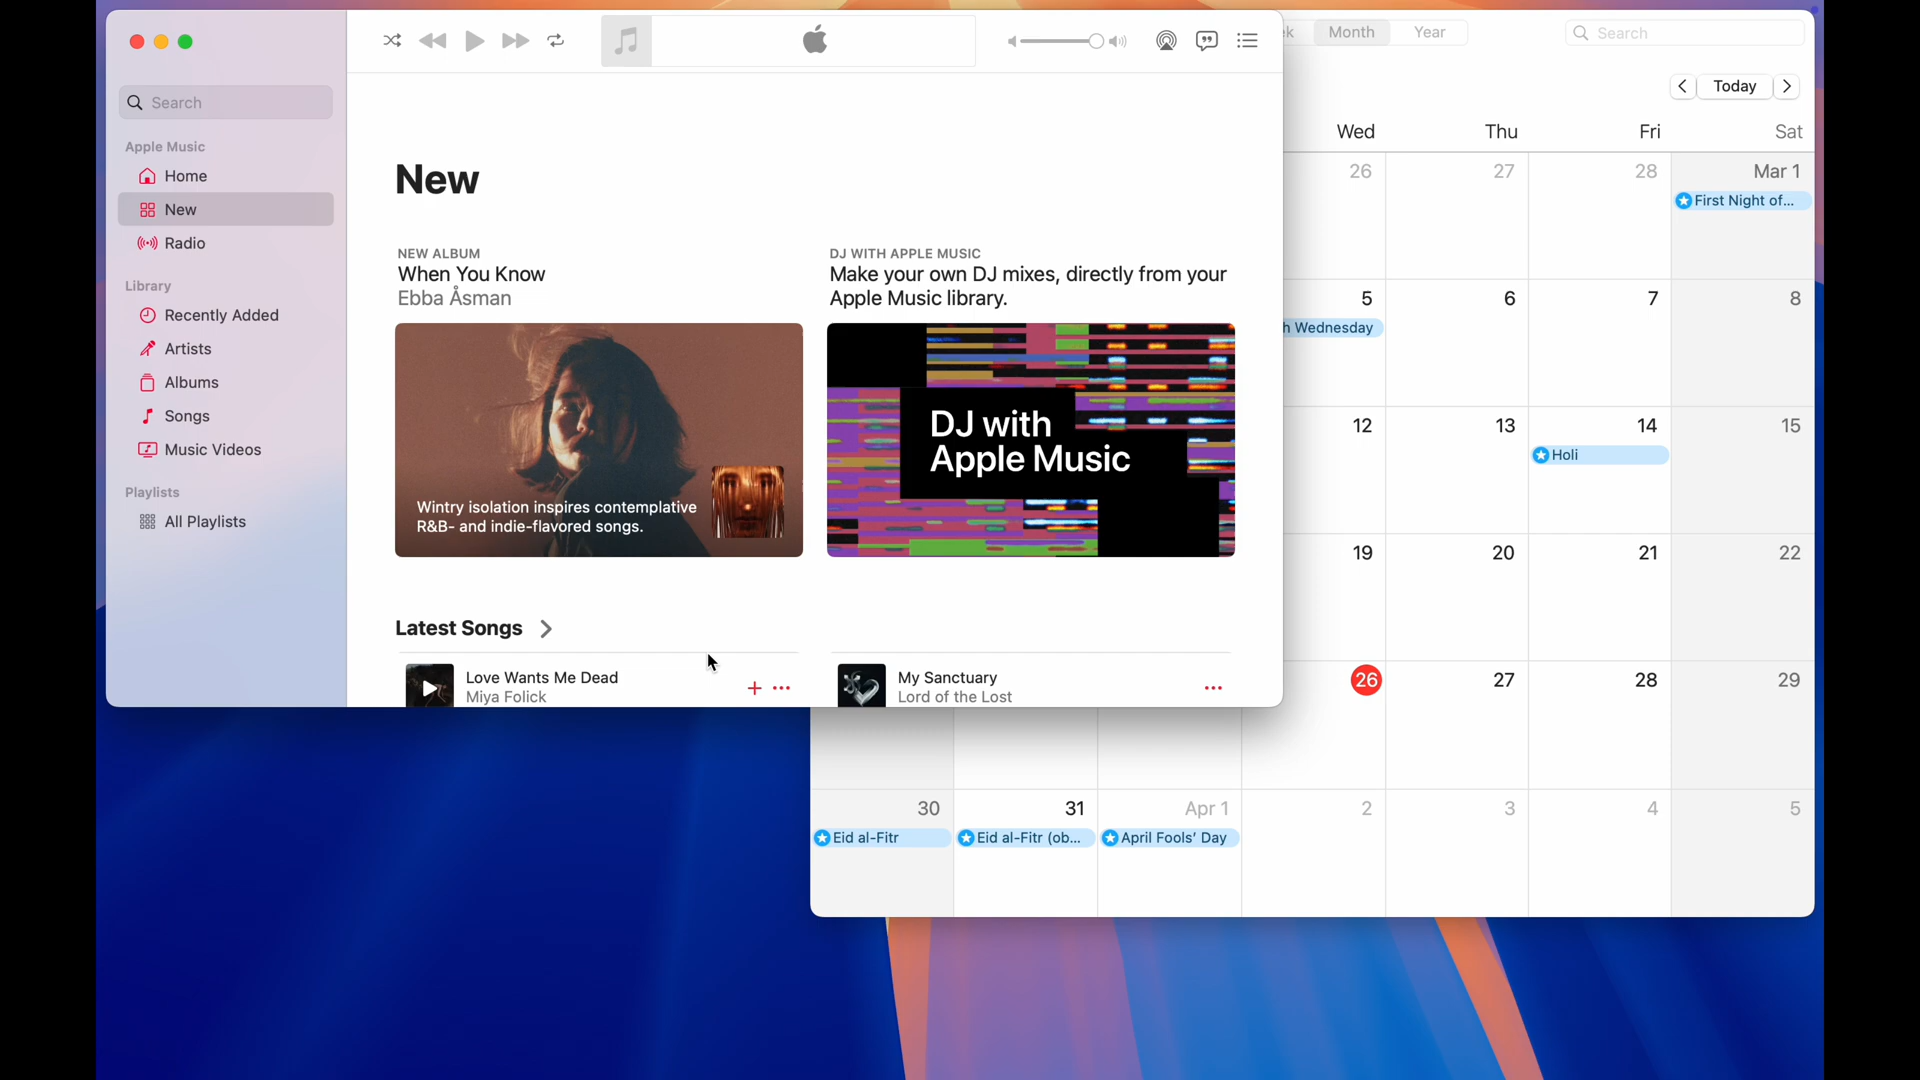 Search
Apple Music
Home
New
Radio
Library
Recently Added
Artists
Albums
Songs
Music Videos
Playlists
All Playlists
New
NEW ALBUM
When You Know
Ebba Åsman
Wintry isolation inspires contemplative
R&B- and indie-flavored songs.
DJ WITH APPLE MUSIC
Make your own DJ mixes, directly from your
Apple Music library.
DJ with
Apple Music
Latest Songs
Love Wants Me Dead
Miya Folick
My Sanctuary
Lord of the Lost
Month Year
Search
Today
Wed Thu Fri Sat
26 27 28 Mar 1
First Night of...
5 6 7 8
Wednesday
12 13 14 15
Holi
19 20 21 22
26 27 28 29
30 31 Apr 1 2 3 4 5
Eid al-Fitr Eid al-Fitr (ob... April Fools' Day